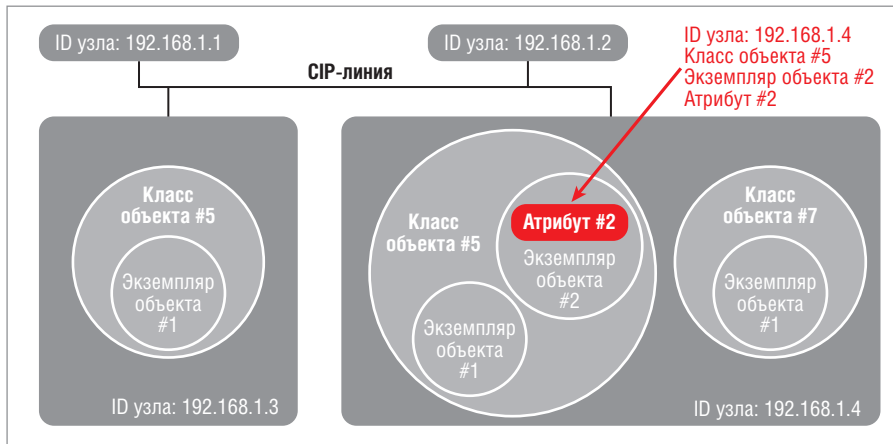 ID узла: 192.168.1.1
ID узла: 192.168.1.2
ID узла: 192.168.1.4
Класс объекта #5
Экземпляр объекта #2
Атрибут #2
CIP-линия
Класс
объекта #5
Экземпляр
объекта
#1
ID узла: 192.168.1.3
Класс
объекта #5
Атрибут #2
Экземпляр
объекта
#2
Экземпляр
объекта
#1
Класс
объекта #7
Экземпляр
объекта
#1
ID узла: 192.168.1.4